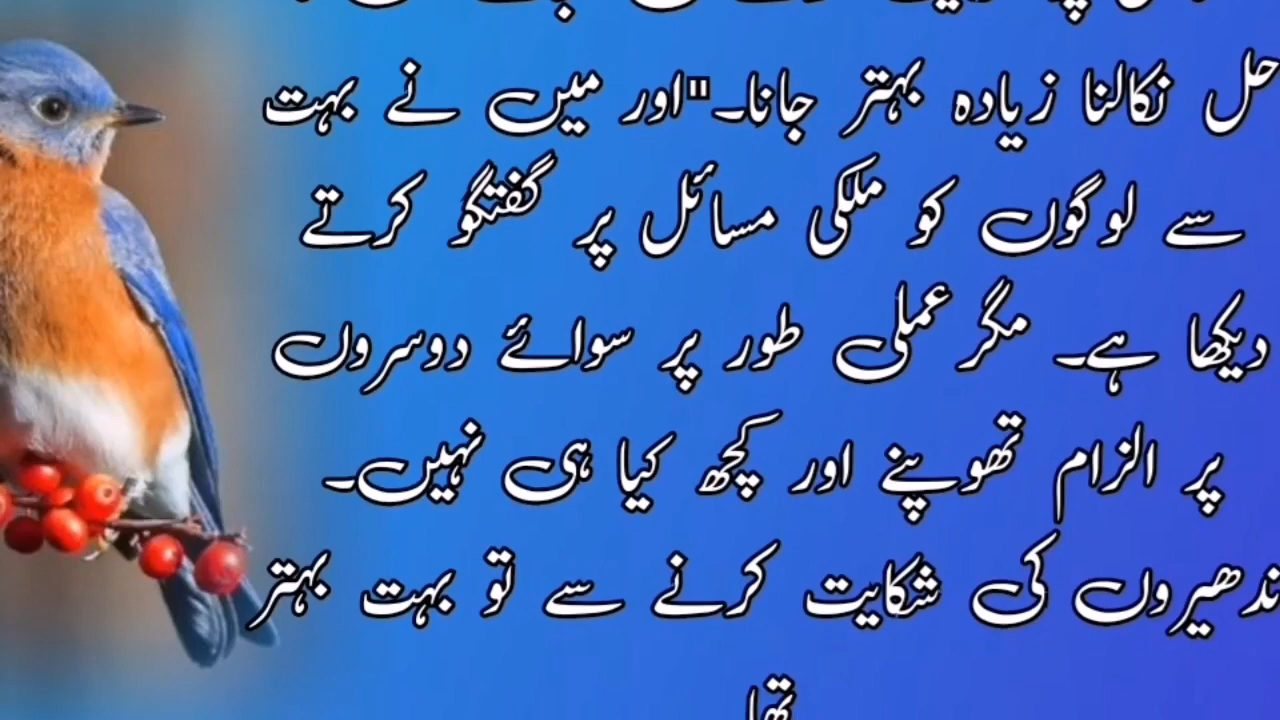 حل نکالنا زیادہ بہتر جانا۔"اور میں نے بہت
سے لوگوں کو ملکی مسائل پر گفتگو کرتے
دیکھا ہے۔ مگر عملی طور پر سوائے دوسروں
پر الزام تھوپنے اور کچھ کیا ہی نہیں۔
ندھیروں کی شکایت کرنے سے تو بہت بہتر
تھا